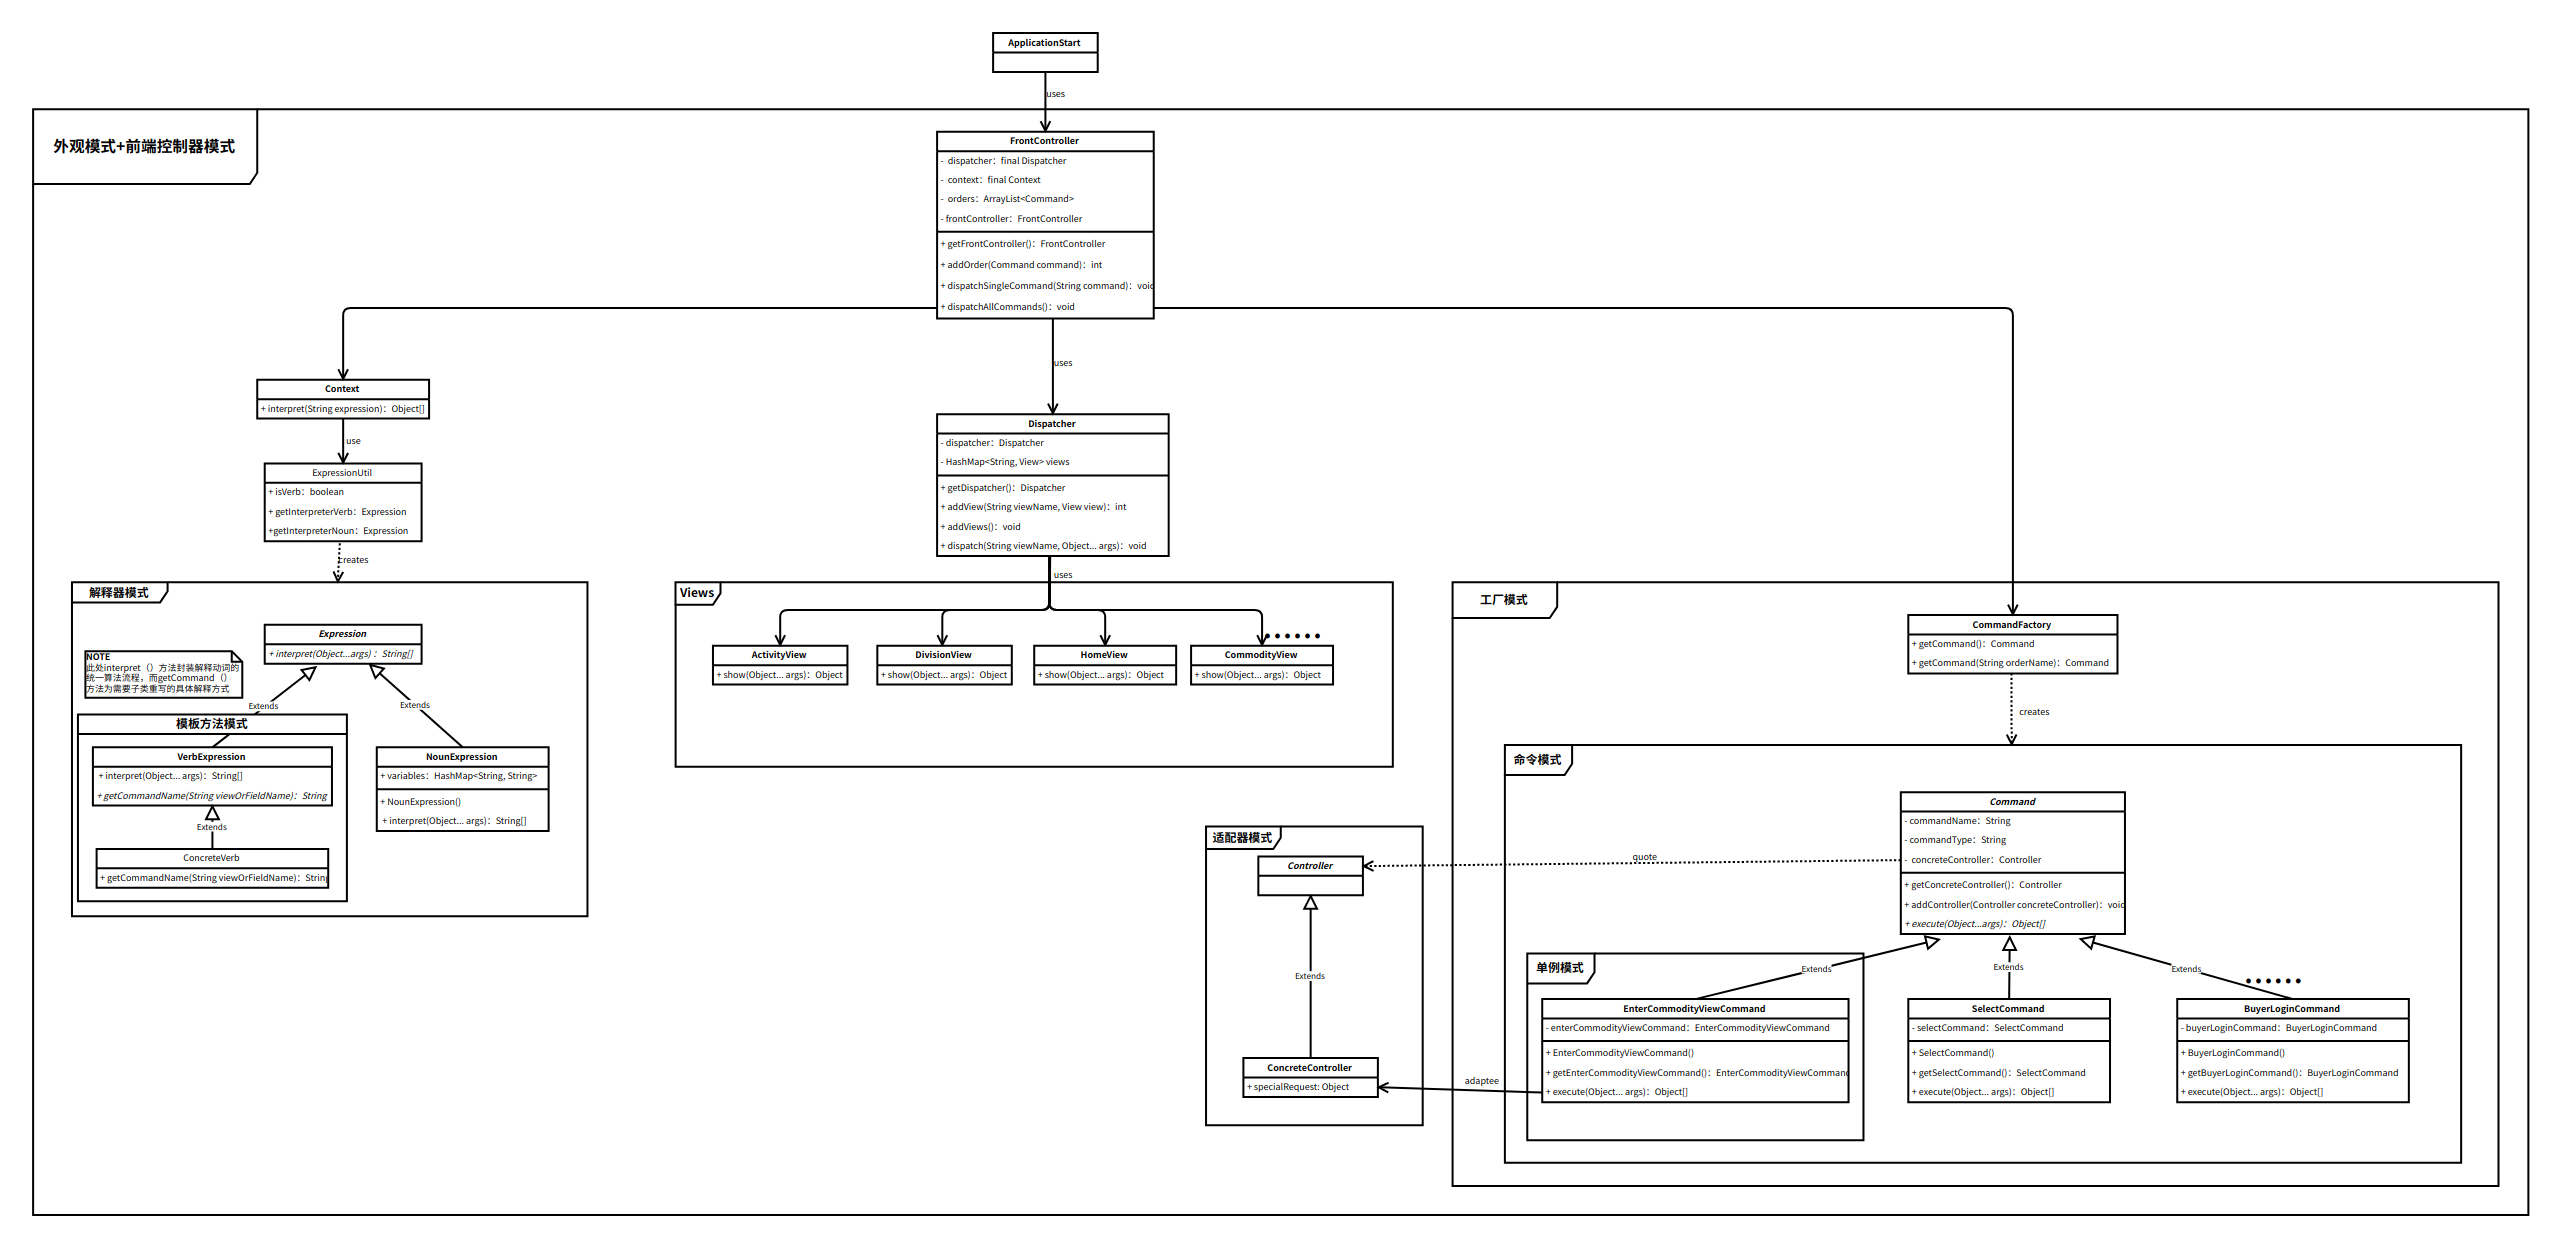 ApplicationStart
uses
外观模式+前端控制器模式
FrontController
- dispatcher：final Dispatcher
- context：final Context
- orders：ArrayList<Command>
- frontController：FrontController
+ getFrontController()：FrontController
+ addOrder(Command command)：int
+ dispatchSingleCommand(String command)：void
+ dispatchAllCommands()：void
uses
Context
+ interpret(String expression)：Object[]
use
ExpressionUtil
+ isVerb：boolean
+ getInterpreterVerb：Expression
+getInterpreterNoun：Expression
creates
解释器模式
Expression
+ interpret(Object...args)：String[]
NOTE
此处interpret（）方法封装解释动词的
统一算法流程，而getCommand（）
方法为需要子类重写的具体解释方式
Extends
Extends
模板方法模式
VerbExpression
+ interpret(Object... args)：String[]
+ getCommandName(String viewOrFieldName)：String
Extends
ConcreteVerb
+ getCommandName(String viewOrFieldName)：String
NounExpression
+ variables：HashMap<String, String>
+ NounExpression()
+ interpret(Object... args)：String[]
Dispatcher
- dispatcher：Dispatcher
- HashMap<String, View> views
+ getDispatcher()：Dispatcher
+ addView(String viewName, View view)：int
+ addViews()：void
+ dispatch(String viewName, Object... args)：void
uses
Views
ActivityView
+ show(Object... args)：Object
DivisionView
+ show(Object... args)：Object
HomeView
+ show(Object... args)：Object
••••••
CommodityView
+ show(Object... args)：Object
工厂模式
CommandFactory
+ getCommand()：Command
+ getCommand(String orderName)：Command
creates
命令模式
Command
- commandName：String
- commandType：String
- concreteController：Controller
+ getConcreteController()：Controller
+ addController(Controller concreteController)：void
+ execute(Object...args)：Object[]
quote
适配器模式
Controller
Extends
ConcreteController
+ specialRequest: Object
adaptee
单例模式
Extends
Extends
Extends
••••••
EnterCommodityViewCommand
- enterCommodityViewCommand：EnterCommodityViewCommand
+ EnterCommodityViewCommand()
+ getEnterCommodityViewCommand()：EnterCommodityViewCommand
+ execute(Object... args)：Object[]
SelectCommand
- selectCommand：SelectCommand
+ SelectCommand()
+ getSelectCommand()：SelectCommand
+ execute(Object... args)：Object[]
BuyerLoginCommand
- buyerLoginCommand：BuyerLoginCommand
+ BuyerLoginCommand()
+ getBuyerLoginCommand()：BuyerLoginCommand
+ execute(Object... args)：Object[]